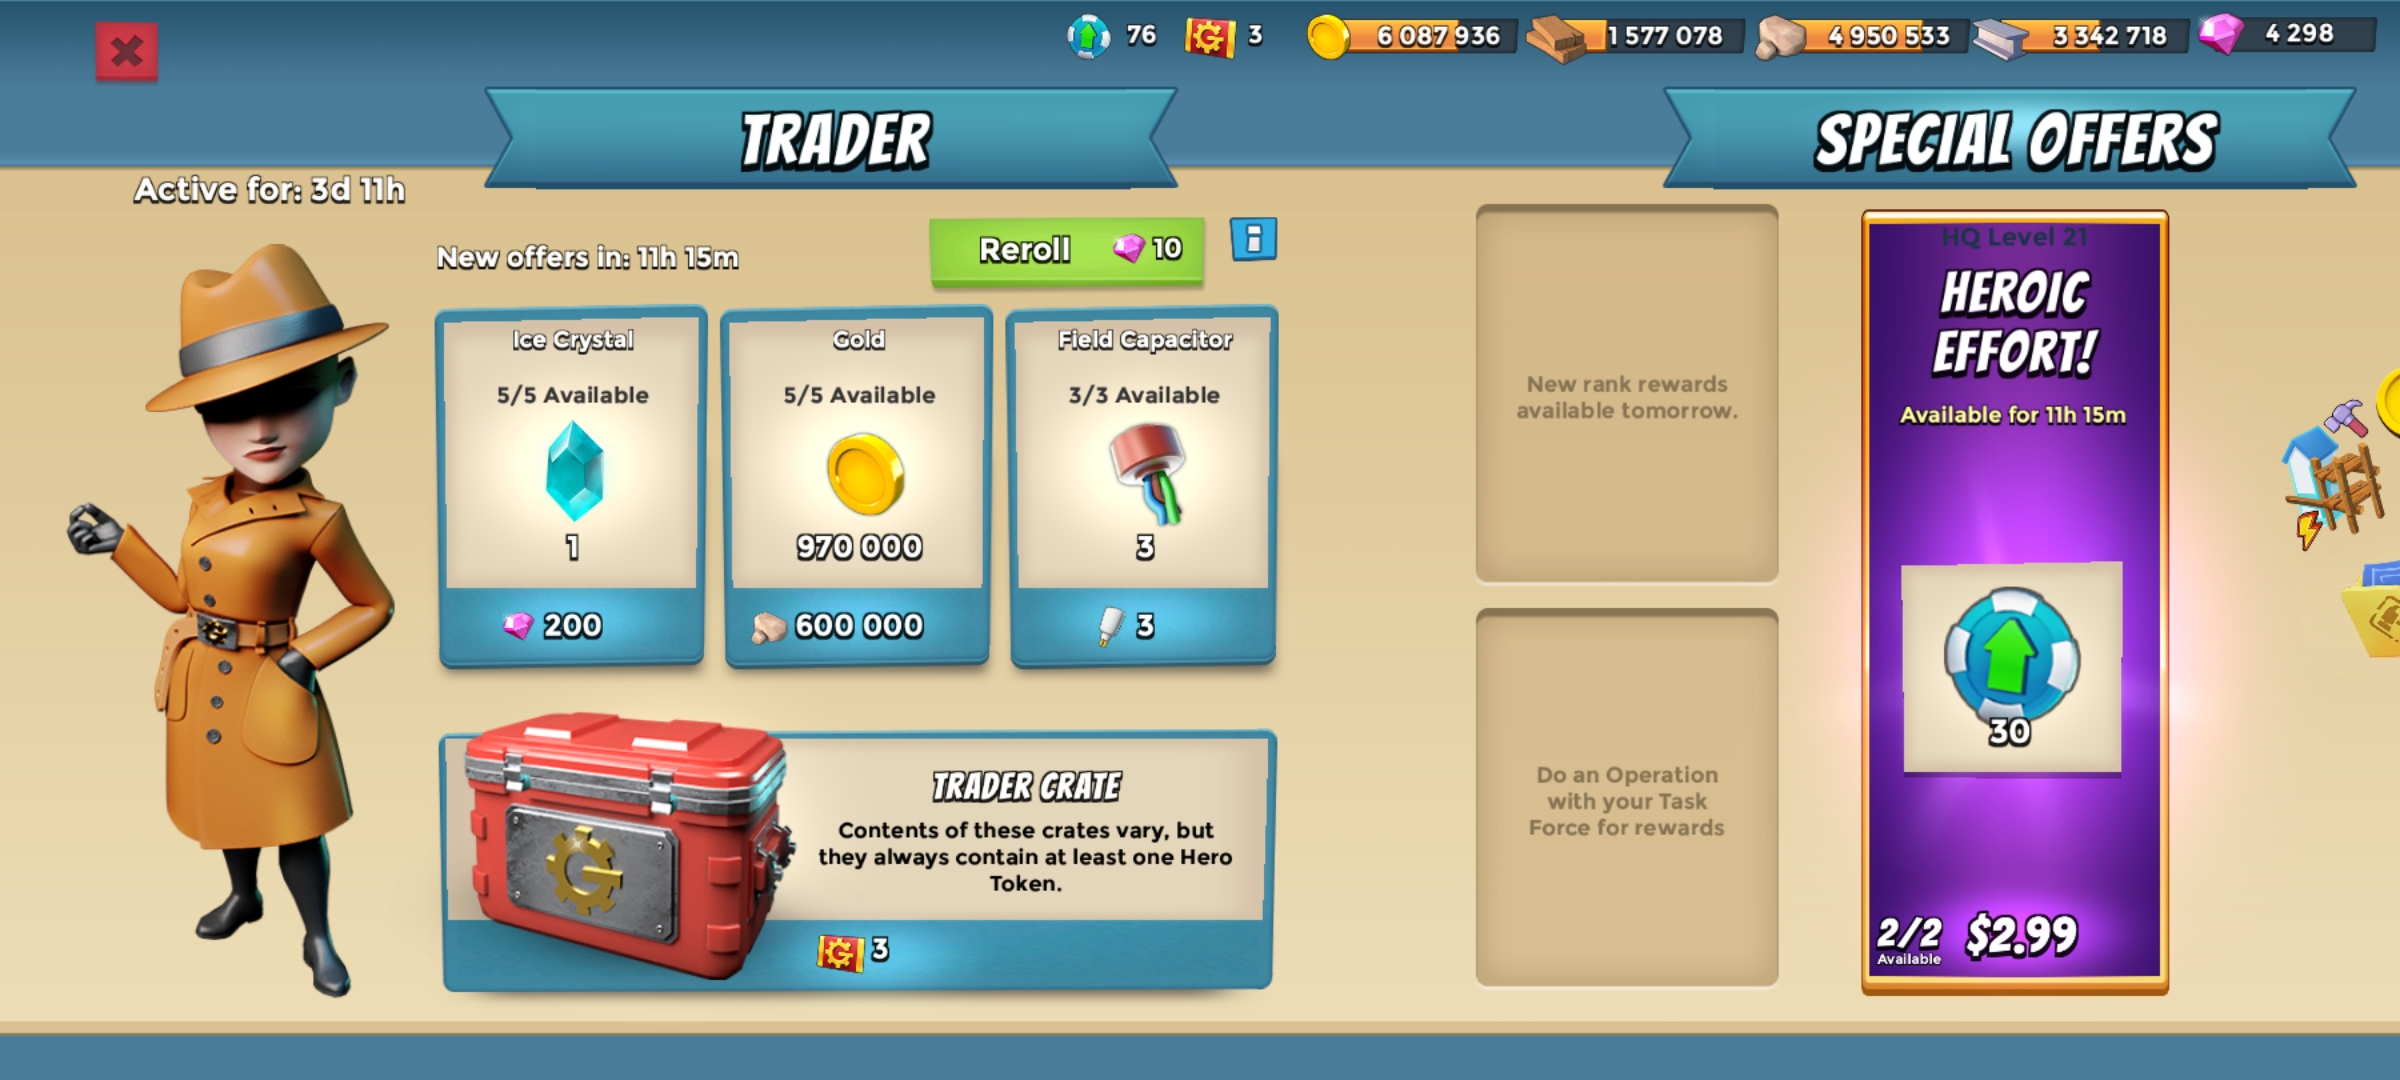 76
3
6 087 936
1 577 078
4 950 533
3 342 718
4 298
TRADER
SPECIAL OFFERS
Active for: 3d 11h
New offers in: 11h 15m
Reroll
10
Ice Crystal
5/5 Available
1
200
Gold
5/5 Available
970 000
600 000
Field Capacitor
3/3 Available
3
3
TRADER CRATE
Contents of these crates vary, but
they always contain at least one Hero
Token.
3
New rank rewards
available tomorrow.
Do an Operation
with your Task
Force for rewards
HQ Level 21
HEROIC
EFFORT!
Available for 11h 15m
30
2/2
Available
$2.99